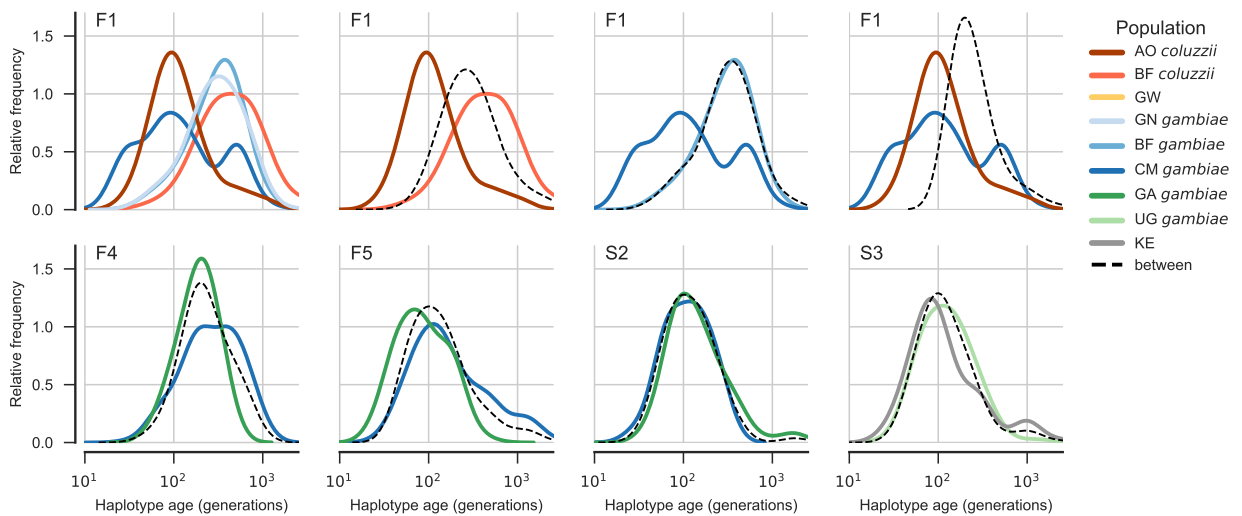 F1 F1 F1 F1
Relative frequency
1.5
1.0
0.5
0.0
Population
AO coluzzii
BF coluzzii
GW
GN gambiae
BF gambiae
CM gambiae
GA gambiae
UG gambiae
KE
between
F4 F5 S2 S3
Relative frequency
1.5
1.0
0.5
0.0
10¹ 10² 10³ 10¹ 10² 10³ 10¹ 10² 10³ 10¹ 10² 10³
Haplotype age (generations) Haplotype age (generations) Haplotype age (generations) Haplotype age (generations)